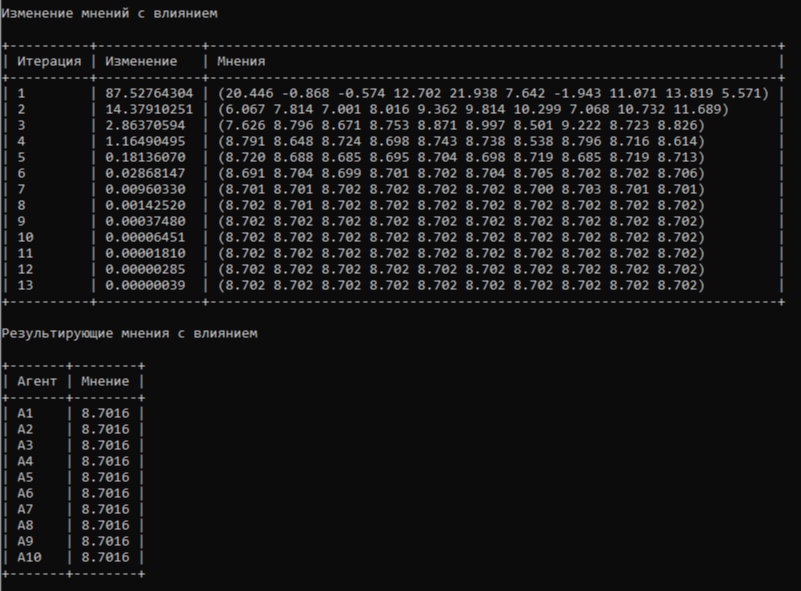 Изменение мнений с влиянием
+----------+-------------+-----------------------------------------------------------------------+
| Итерация | Изменение   | Мнения                                                                |
+----------+-------------+-----------------------------------------------------------------------+
| 1        | 87.52764304 | (20.446 -0.868 -0.574 12.702 21.938 7.642 -1.943 11.071 13.819 5.571) |
| 2        | 14.37910251 | (6.067 7.814 7.001 8.016 9.362 9.814 10.299 7.068 10.732 11.689)      |
| 3        | 2.86370594  | (7.626 8.796 8.671 8.753 8.871 8.997 8.501 9.222 8.723 8.826)         |
| 4        | 1.16490495  | (8.791 8.648 8.724 8.698 8.743 8.738 8.538 8.796 8.716 8.614)         |
| 5        | 0.18136070  | (8.720 8.688 8.685 8.695 8.704 8.698 8.719 8.685 8.719 8.713)         |
| 6        | 0.02868147  | (8.691 8.704 8.699 8.701 8.702 8.704 8.705 8.702 8.702 8.706)         |
| 7        | 0.00960330  | (8.701 8.701 8.702 8.702 8.702 8.702 8.700 8.703 8.701 8.701)         |
| 8        | 0.00142520  | (8.702 8.701 8.702 8.702 8.702 8.702 8.702 8.702 8.702 8.702)         |
| 9        | 0.00037480  | (8.702 8.702 8.702 8.702 8.702 8.702 8.702 8.702 8.702 8.702)         |
| 10       | 0.00006451  | (8.702 8.702 8.702 8.702 8.702 8.702 8.702 8.702 8.702 8.702)         |
| 11       | 0.00001810  | (8.702 8.702 8.702 8.702 8.702 8.702 8.702 8.702 8.702 8.702)         |
| 12       | 0.00000285  | (8.702 8.702 8.702 8.702 8.702 8.702 8.702 8.702 8.702 8.702)         |
| 13       | 0.00000039  | (8.702 8.702 8.702 8.702 8.702 8.702 8.702 8.702 8.702 8.702)         |
+----------+-------------+-----------------------------------------------------------------------+
Результирующие мнения с влиянием
+-------+--------+
| Агент | Мнение |
+-------+--------+
| A1    | 8.7016 |
| A2    | 8.7016 |
| A3    | 8.7016 |
| A4    | 8.7016 |
| A5    | 8.7016 |
| A6    | 8.7016 |
| A7    | 8.7016 |
| A8    | 8.7016 |
| A9    | 8.7016 |
| A10   | 8.7016 |
+-------+--------+